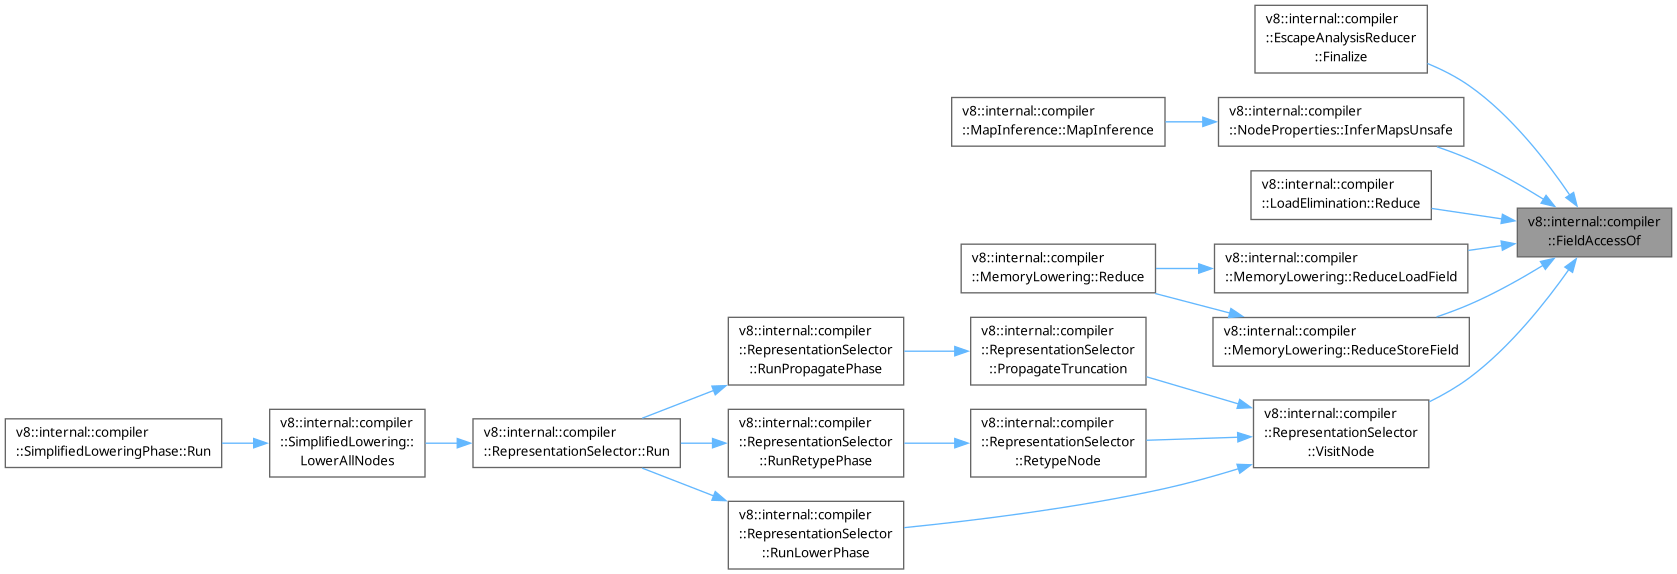 v8::internal::compiler
::EscapeAnalysisReducer
::Finalize
v8::internal::compiler
::MapInference::MapInference
v8::internal::compiler
::NodeProperties::InferMapsUnsafe
v8::internal::compiler
::LoadElimination::Reduce
v8::internal::compiler
::FieldAccessOf
v8::internal::compiler
::MemoryLowering::Reduce
v8::internal::compiler
::MemoryLowering::ReduceLoadField
v8::internal::compiler
::MemoryLowering::ReduceStoreField
v8::internal::compiler
::RepresentationSelector
::RunPropagatePhase
v8::internal::compiler
::RepresentationSelector
::PropagateTruncation
v8::internal::compiler
::SimplifiedLoweringPhase::Run
v8::internal::compiler
::SimplifiedLowering::
LowerAllNodes
v8::internal::compiler
::RepresentationSelector::Run
v8::internal::compiler
::RepresentationSelector
::RunRetypePhase
v8::internal::compiler
::RepresentationSelector
::RetypeNode
v8::internal::compiler
::RepresentationSelector
::VisitNode
v8::internal::compiler
::RepresentationSelector
::RunLowerPhase